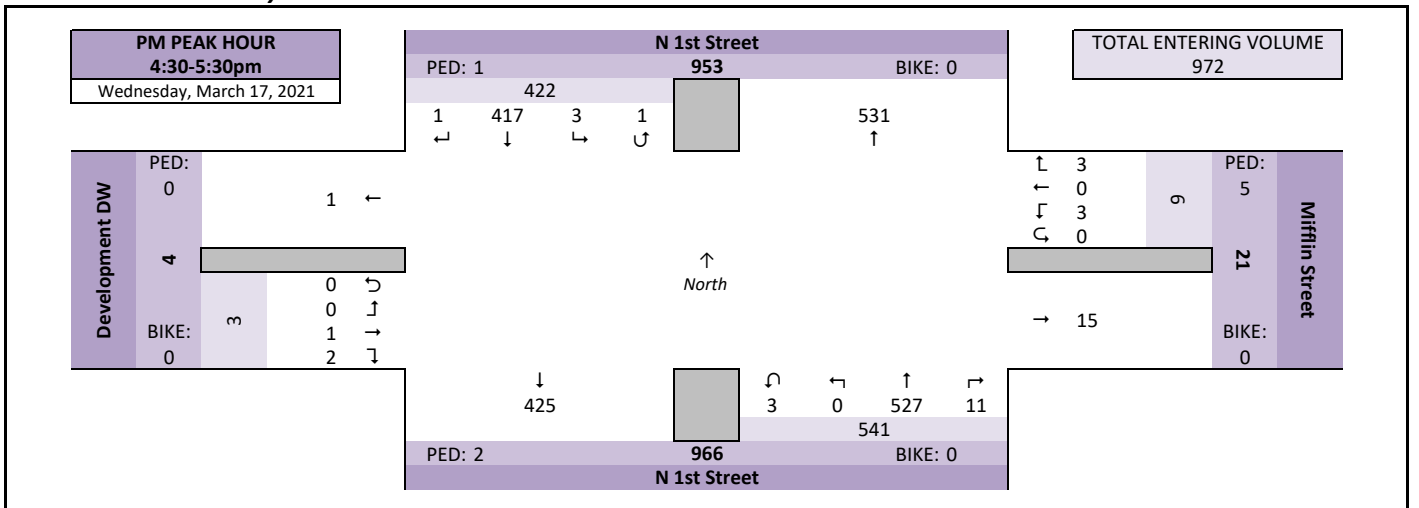 PM PEAK HOUR
4:30-5:30pm
Wednesday, March 17, 2021
N 1st Street
PED: 1 953 BIKE: 0
TOTAL ENTERING VOLUME
972
422
1 417 3 1
531
Development DW
PED:
0
4
BIKE:
0
3
1
0
0
1
2
North
3
0
3
0
6
PED:
5
21
BIKE:
0
Mifflin Street
15
425
3 0 527 11
541
PED: 2 966 BIKE: 0
N 1st Street